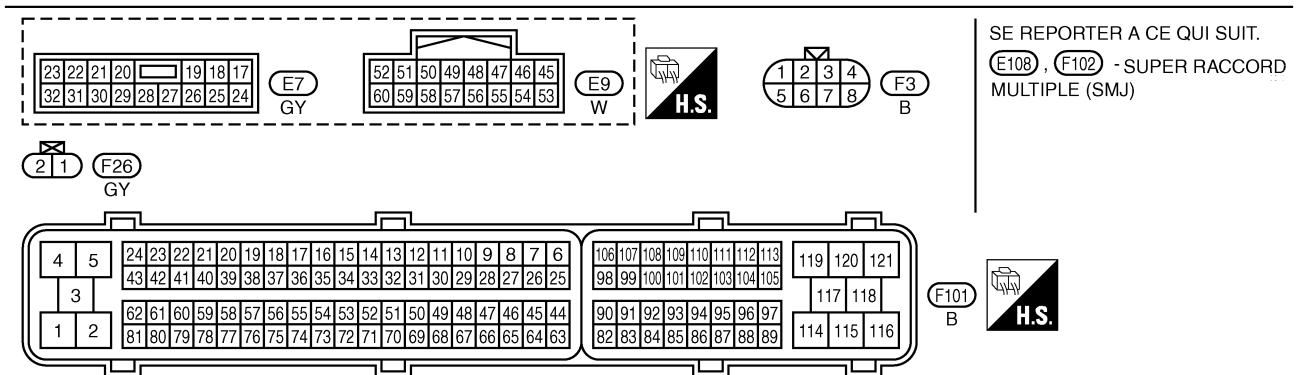 23 22 21 20 19 18 17
32 31 30 29 28 27 26 25 24
E7
GY
52 51 50 49 48 47 46 45
60 59 58 57 56 55 54 53
E9
W
H.S.
1 2 3 4
5 6 7 8
F3
B
SE REPORTER A CE QUI SUIT.
E108 , F102 - SUPER RACCORD
MULTIPLE (SMJ)
2 1
F26
GY
4 5
3
1 2
24 23 22 21 20 19 18 17 16 15 14 13 12 11 10 9 8 7 6
43 42 41 40 39 38 37 36 35 34 33 32 31 30 29 28 27 26 25
62 61 60 59 58 57 56 55 54 53 52 51 50 49 48 47 46 45 44
81 80 79 78 77 76 75 74 73 72 71 70 69 68 67 66 65 64 63
106 107 108 109 110 111 112 113
98 99 100 101 102 103 104 105
90 91 92 93 94 95 96 97
82 83 84 85 86 87 88 89
119 120 121
117 118
114 115 116
F101
B
H.S.